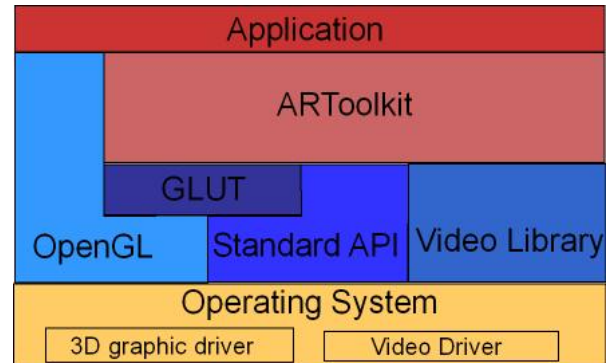 Application
ARToolkit
GLUT
OpenGL
Standard API
Video Library
Operating System
3D graphic driver
Video Driver